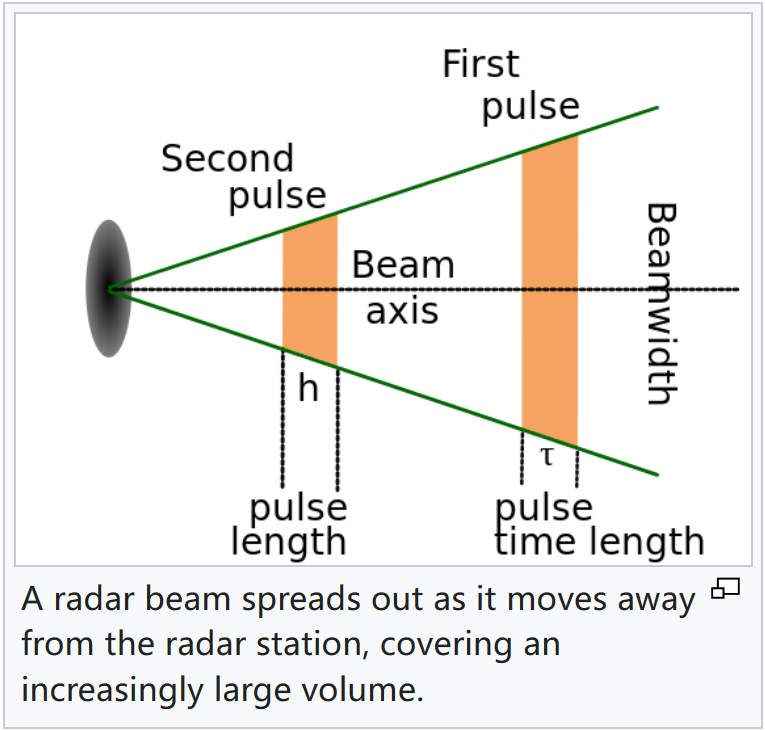 First
pulse
Second
pulse
Beam
axis
Beamwidth
h
τ
pulse
length
pulse
time length
A radar beam spreads out as it moves away
from the radar station, covering an
increasingly large volume.